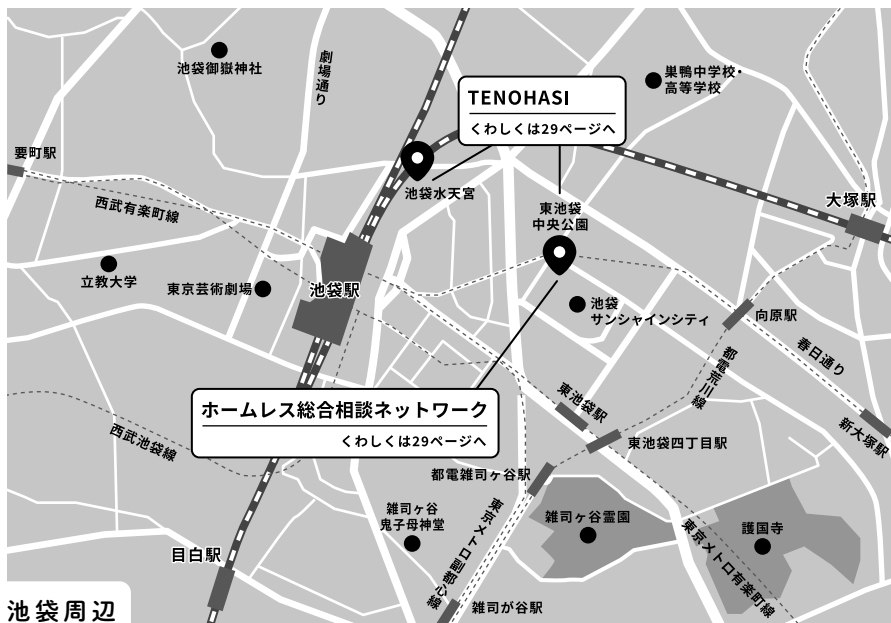 池袋御嶽神社
劇場通り
巣鴨中学校・
高等学校
TENOHASI
くわしくは29ページへ
要町駅
池袋水天宮
西武有楽町線
東池袋
中央公園
大塚駅
立教大学
東京芸術劇場
池袋駅
池袋
サンシャインシティ
向原駅
春日通り
都電荒川線
ホームレス総合相談ネットワーク
くわしくは29ページへ
東池袋駅
新大塚駅
西武池袋線
東池袋四丁目駅
都電雑司ヶ谷駅
雑司ヶ谷
鬼子母神堂
東京メトロ副都心線
雑司ヶ谷霊園
東京メトロ有楽町線
護国寺
目白駅
雑司が谷駅
池袋周辺